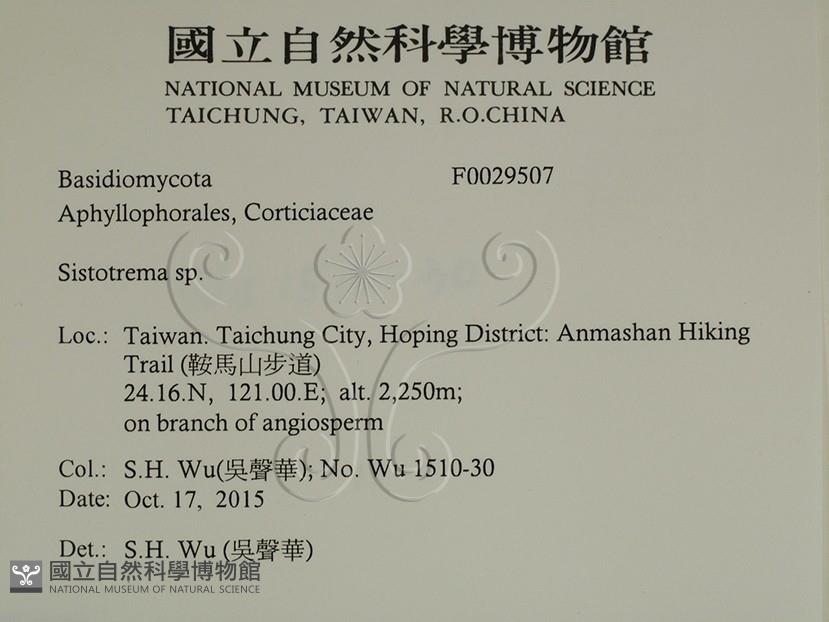 國立自然科學博物館
NATIONAL MUSEUM OF NATURAL SCIENCE
TAICHUNG, TAIWAN, R.O.CHINA
Basidiomycota F0029507
Aphyllophorales, Corticiaceae
Sistotrema sp.
Loc.: Taiwan. Taichung City, Hoping District: Anmashan Hiking
Trail (鞍馬山步道)
24.16.N, 121.00.E; alt. 2,250m;
on branch of angiosperm
Col.: S.H. Wu(吳聲華); No. Wu 1510-30
Date: Oct. 17, 2015
Det.: S.H. Wu (吳聲華)
國立自然科學博物館
NATIONAL MUSEUM OF NATURAL SCIENCE